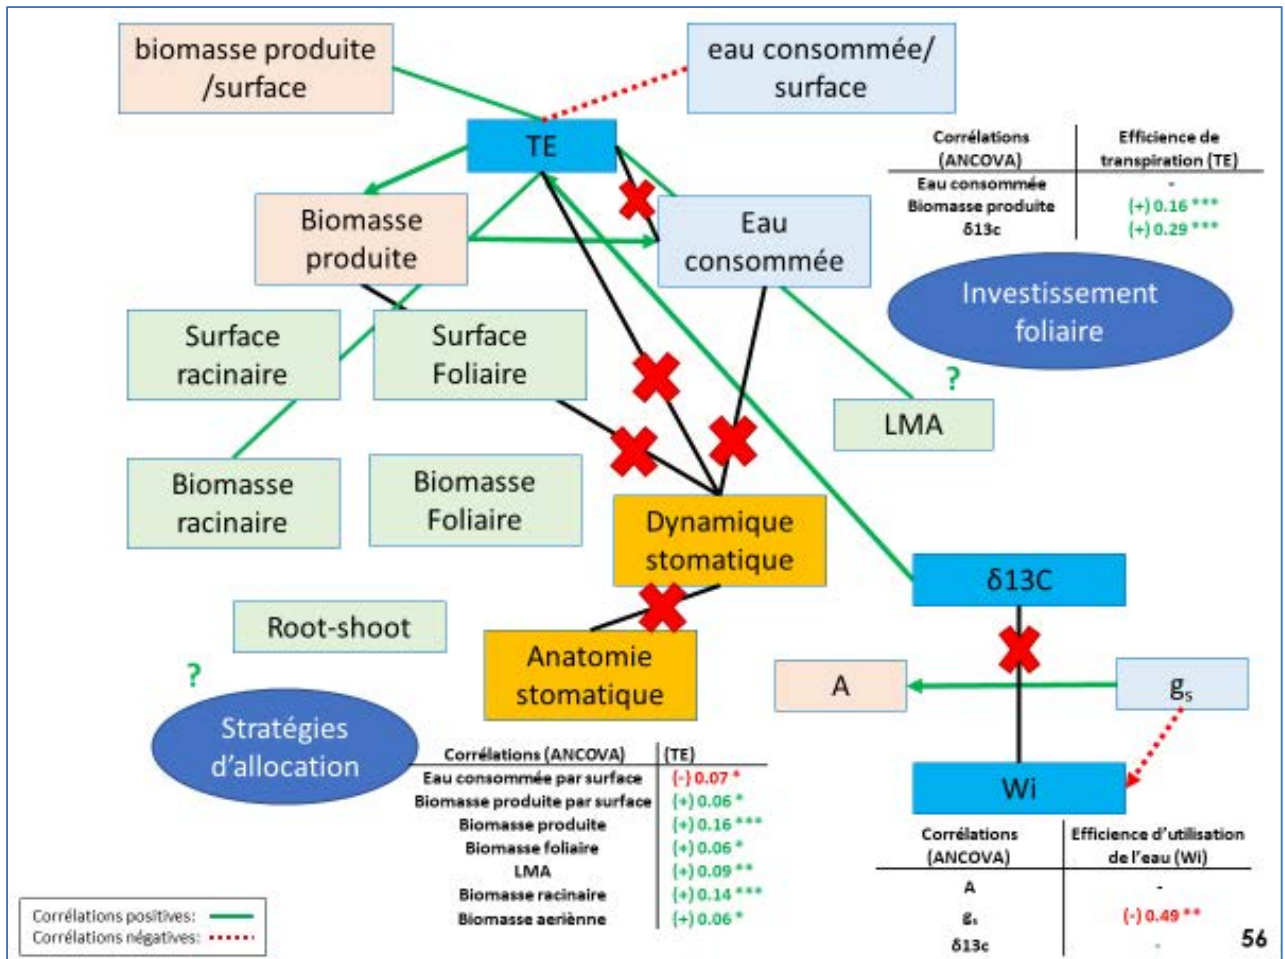 biomasse produite
/surface
eau consommée/
surface
TE
Corrélations
(ANCOVA)
Efficience de
transpiration (TE)
Eau consommée -
Biomasse produite (+) 0.16 ***
δ13c (+) 0.29 ***
Biomasse
produite
Eau
consommée
Investissement
foliaire
Surface
racinaire
Surface
Foliaire
?
LMA
Biomasse
racinaire
Biomasse
Foliaire
Dynamique
stomatique
δ13C
Root-shoot
Anatomie
stomatique
A
gs
?
Stratégies
d'allocation
Wi
Corrélations (ANCOVA) (TE)
Eau consommée par surface (-) 0.07 *
Biomasse produite par surface (+) 0.06 *
Biomasse produite (+) 0.16 ***
Biomasse foliaire (+) 0.06 *
LMA (+) 0.09 **
Biomasse racinaire (+) 0.14 ***
Biomasse aeriènne (+) 0.06 *
Corrélations
(ANCOVA)
Efficience d'utilisation
de l'eau (Wi)
A -
gs (-) 0.49 **
δ13c -
Corrélations positives:
Corrélations négatives:
56